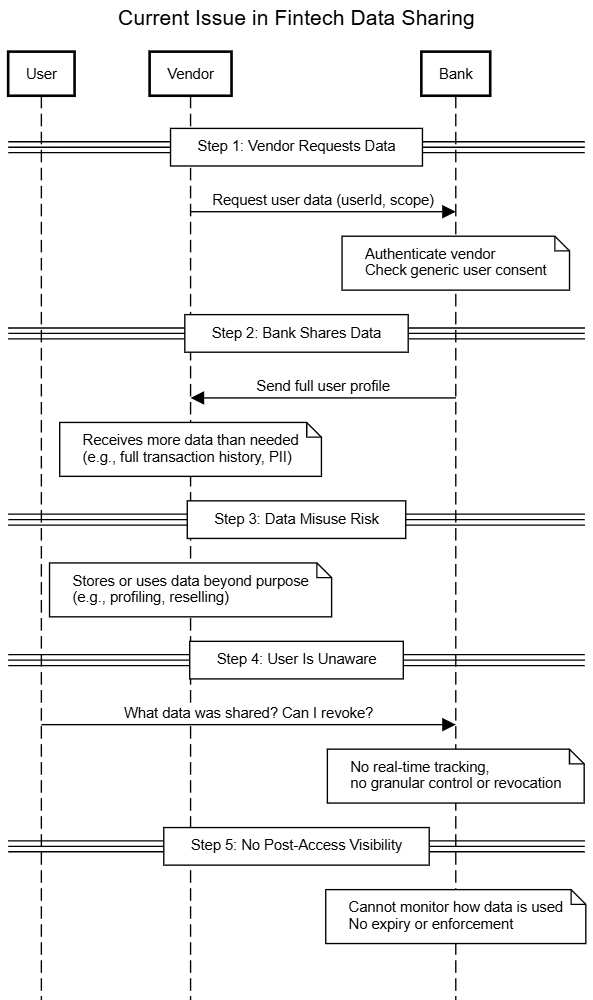 Current Issue in Fintech Data Sharing
User
Vendor
Bank
Step 1: Vendor Requests Data
Request user data (userId, scope)
Authenticate vendor
Check generic user consent
Step 2: Bank Shares Data
Send full user profile
Receives more data than needed
(e.g., full transaction history, PII)
Step 3: Data Misuse Risk
Stores or uses data beyond purpose
(e.g., profiling, reselling)
Step 4: User Is Unaware
What data was shared? Can I revoke?
No real-time tracking,
no granular control or revocation
Step 5: No Post-Access Visibility
Cannot monitor how data is used
No expiry or enforcement